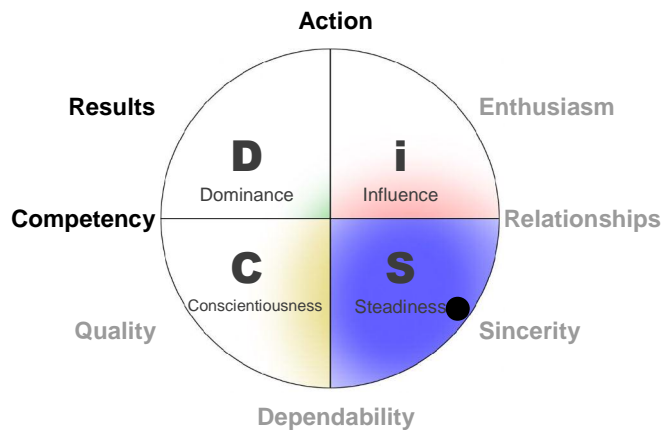 Action
Results
Enthusiasm
D
i
Dominance
Influence
Competency
Relationships
C
S
Conscientiousness
Steadiness
Quality
Sincerity
Dependability